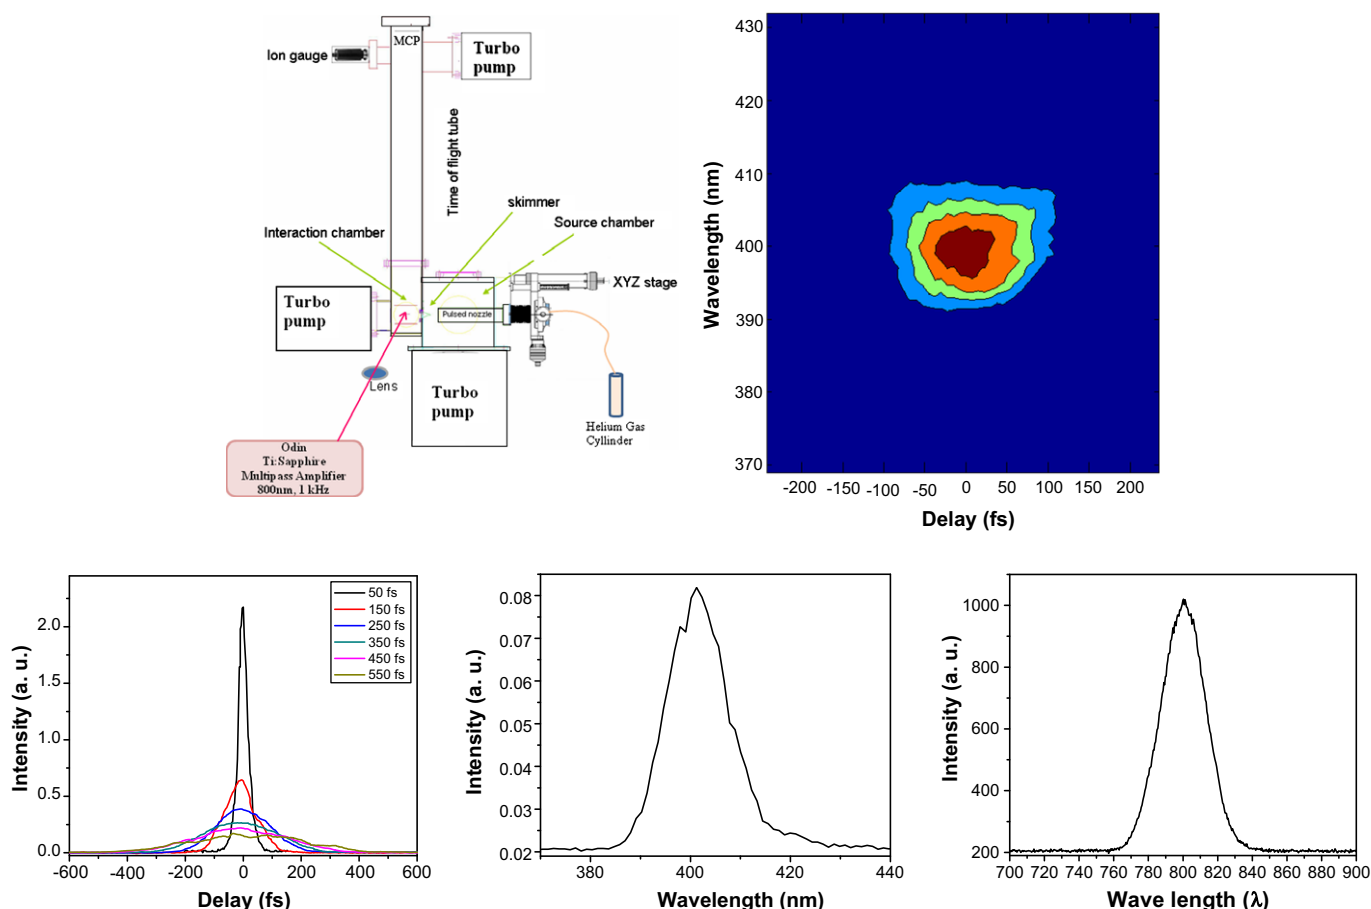 MCP
Ion gauge
Turbo
pump
Time of flight tube
skimmer
Source chamber
Interaction chamber
XYZ stage
Turbo
pump
Pulsed nozzle
Lens
Turbo
pump
Helium Gas
Cyllinder
Odin
Ti:Sapphire
Multipass Amplifier
800nm, 1 kHz
430
420
410
400
390
380
370
Wavelength (nm)
-200 -150 -100 -50 0 50 100 150 200
Delay (fs)
50 fs
150 fs
250 fs
350 fs
450 fs
550 fs
2.0
1.5
1.0
0.5
0.0
Intensity (a. u.)
-600 -400 -200 0 200 400 600
Delay (fs)
0.08
0.07
0.06
0.05
0.04
0.03
0.02
Intensity (a. u.)
380 400 420 440
Wavelength (nm)
1000
800
600
400
200
Intensity (a. u.)
700 720 740 760 780 800 820 840 860 880 900
Wave length (λ)